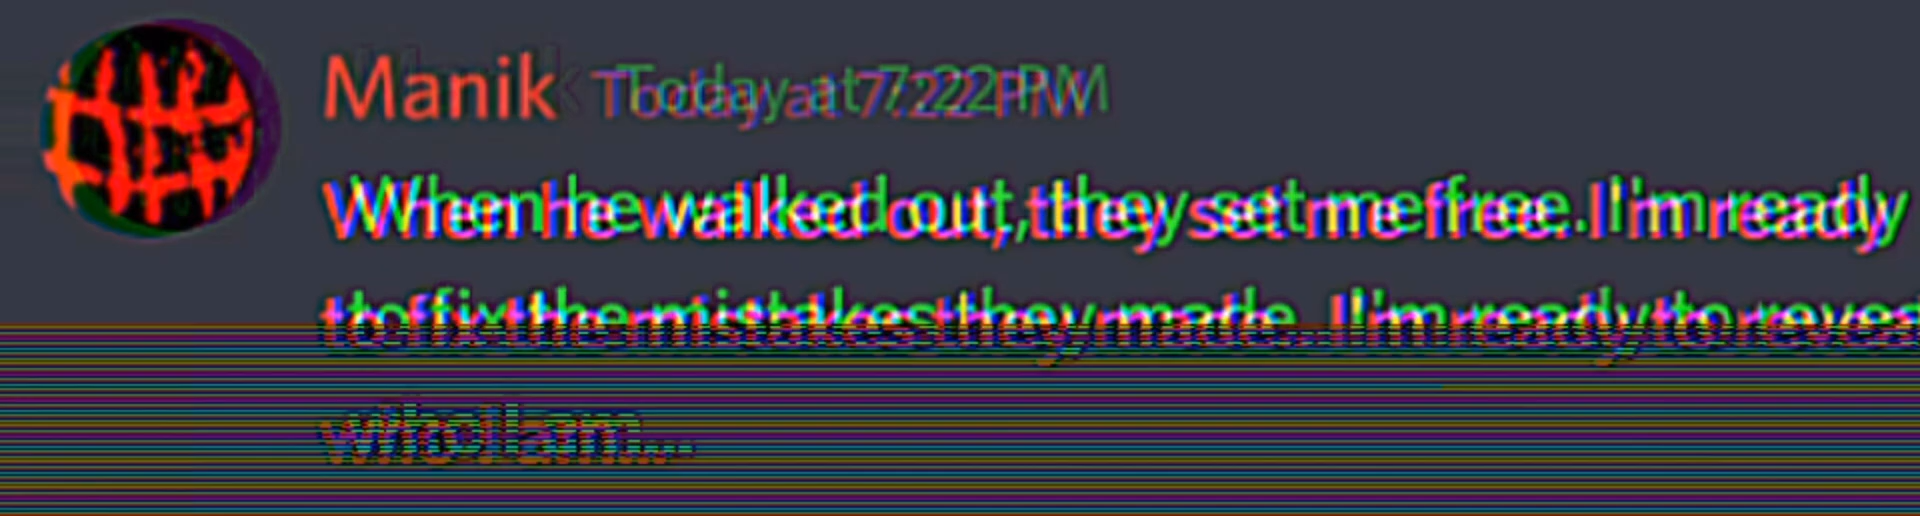 Manik Today at 7:22 PM
When he walked out, they set me free. I'm ready
to fix the mistakes they made. I'm ready to reveal
who I am...